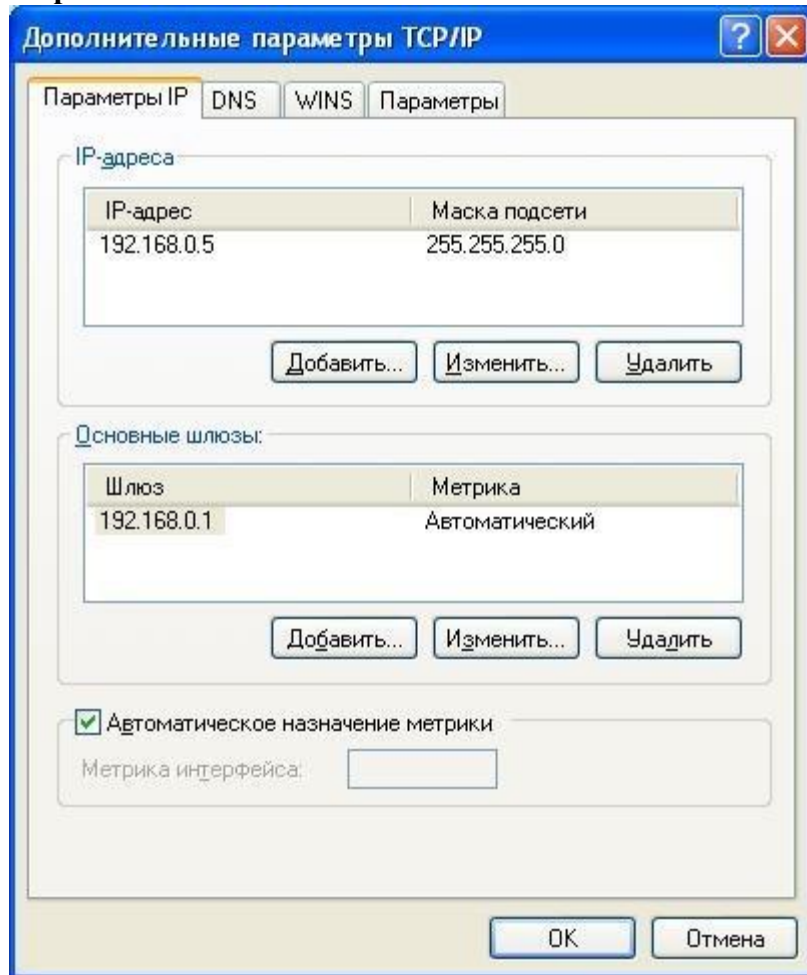 Дополнительные параметры TCP/IP
Параметры IP DNS WINS Параметры
IP-адреса
IP-адрес Маска подсети
192.168.0.5 255.255.255.0
Добавить... Изменить... Удалить
Основные шлюзы:
Шлюз Метрика
192.168.0.1 Автоматический
Добавить... Изменить... Удалить
Автоматическое назначение метрики
Метрика интерфейса:
OK Отмена